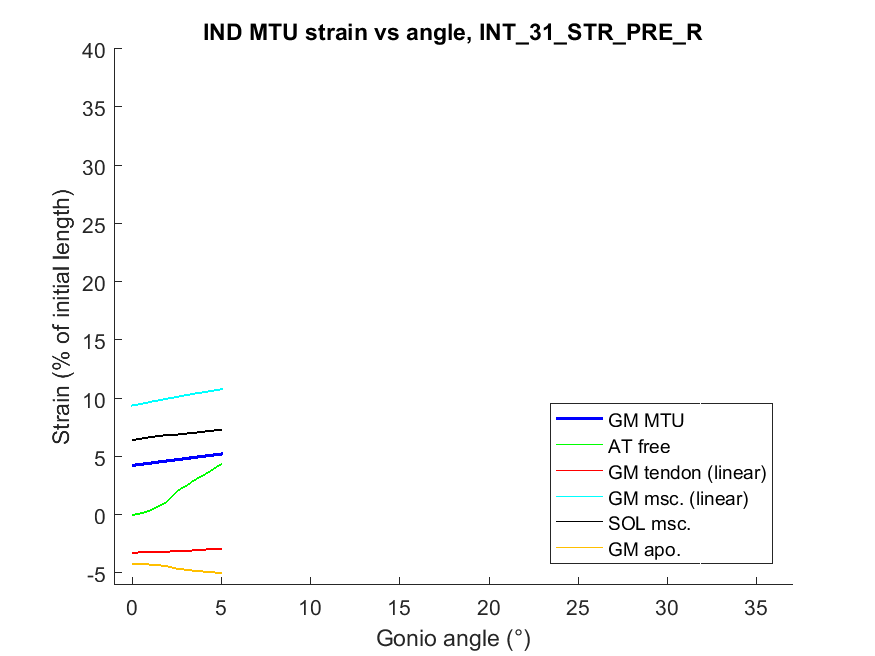 IND MTU strain vs angle, INT_31_STR_PRE_R
40
35
30
25
20
15
10
5
0
-5
Strain (% of initial length)
0 5 10 15 20 25 30 35
Gonio angle (°)
GM MTU
AT free
GM tendon (linear)
GM msc. (linear)
SOL msc.
GM apo.